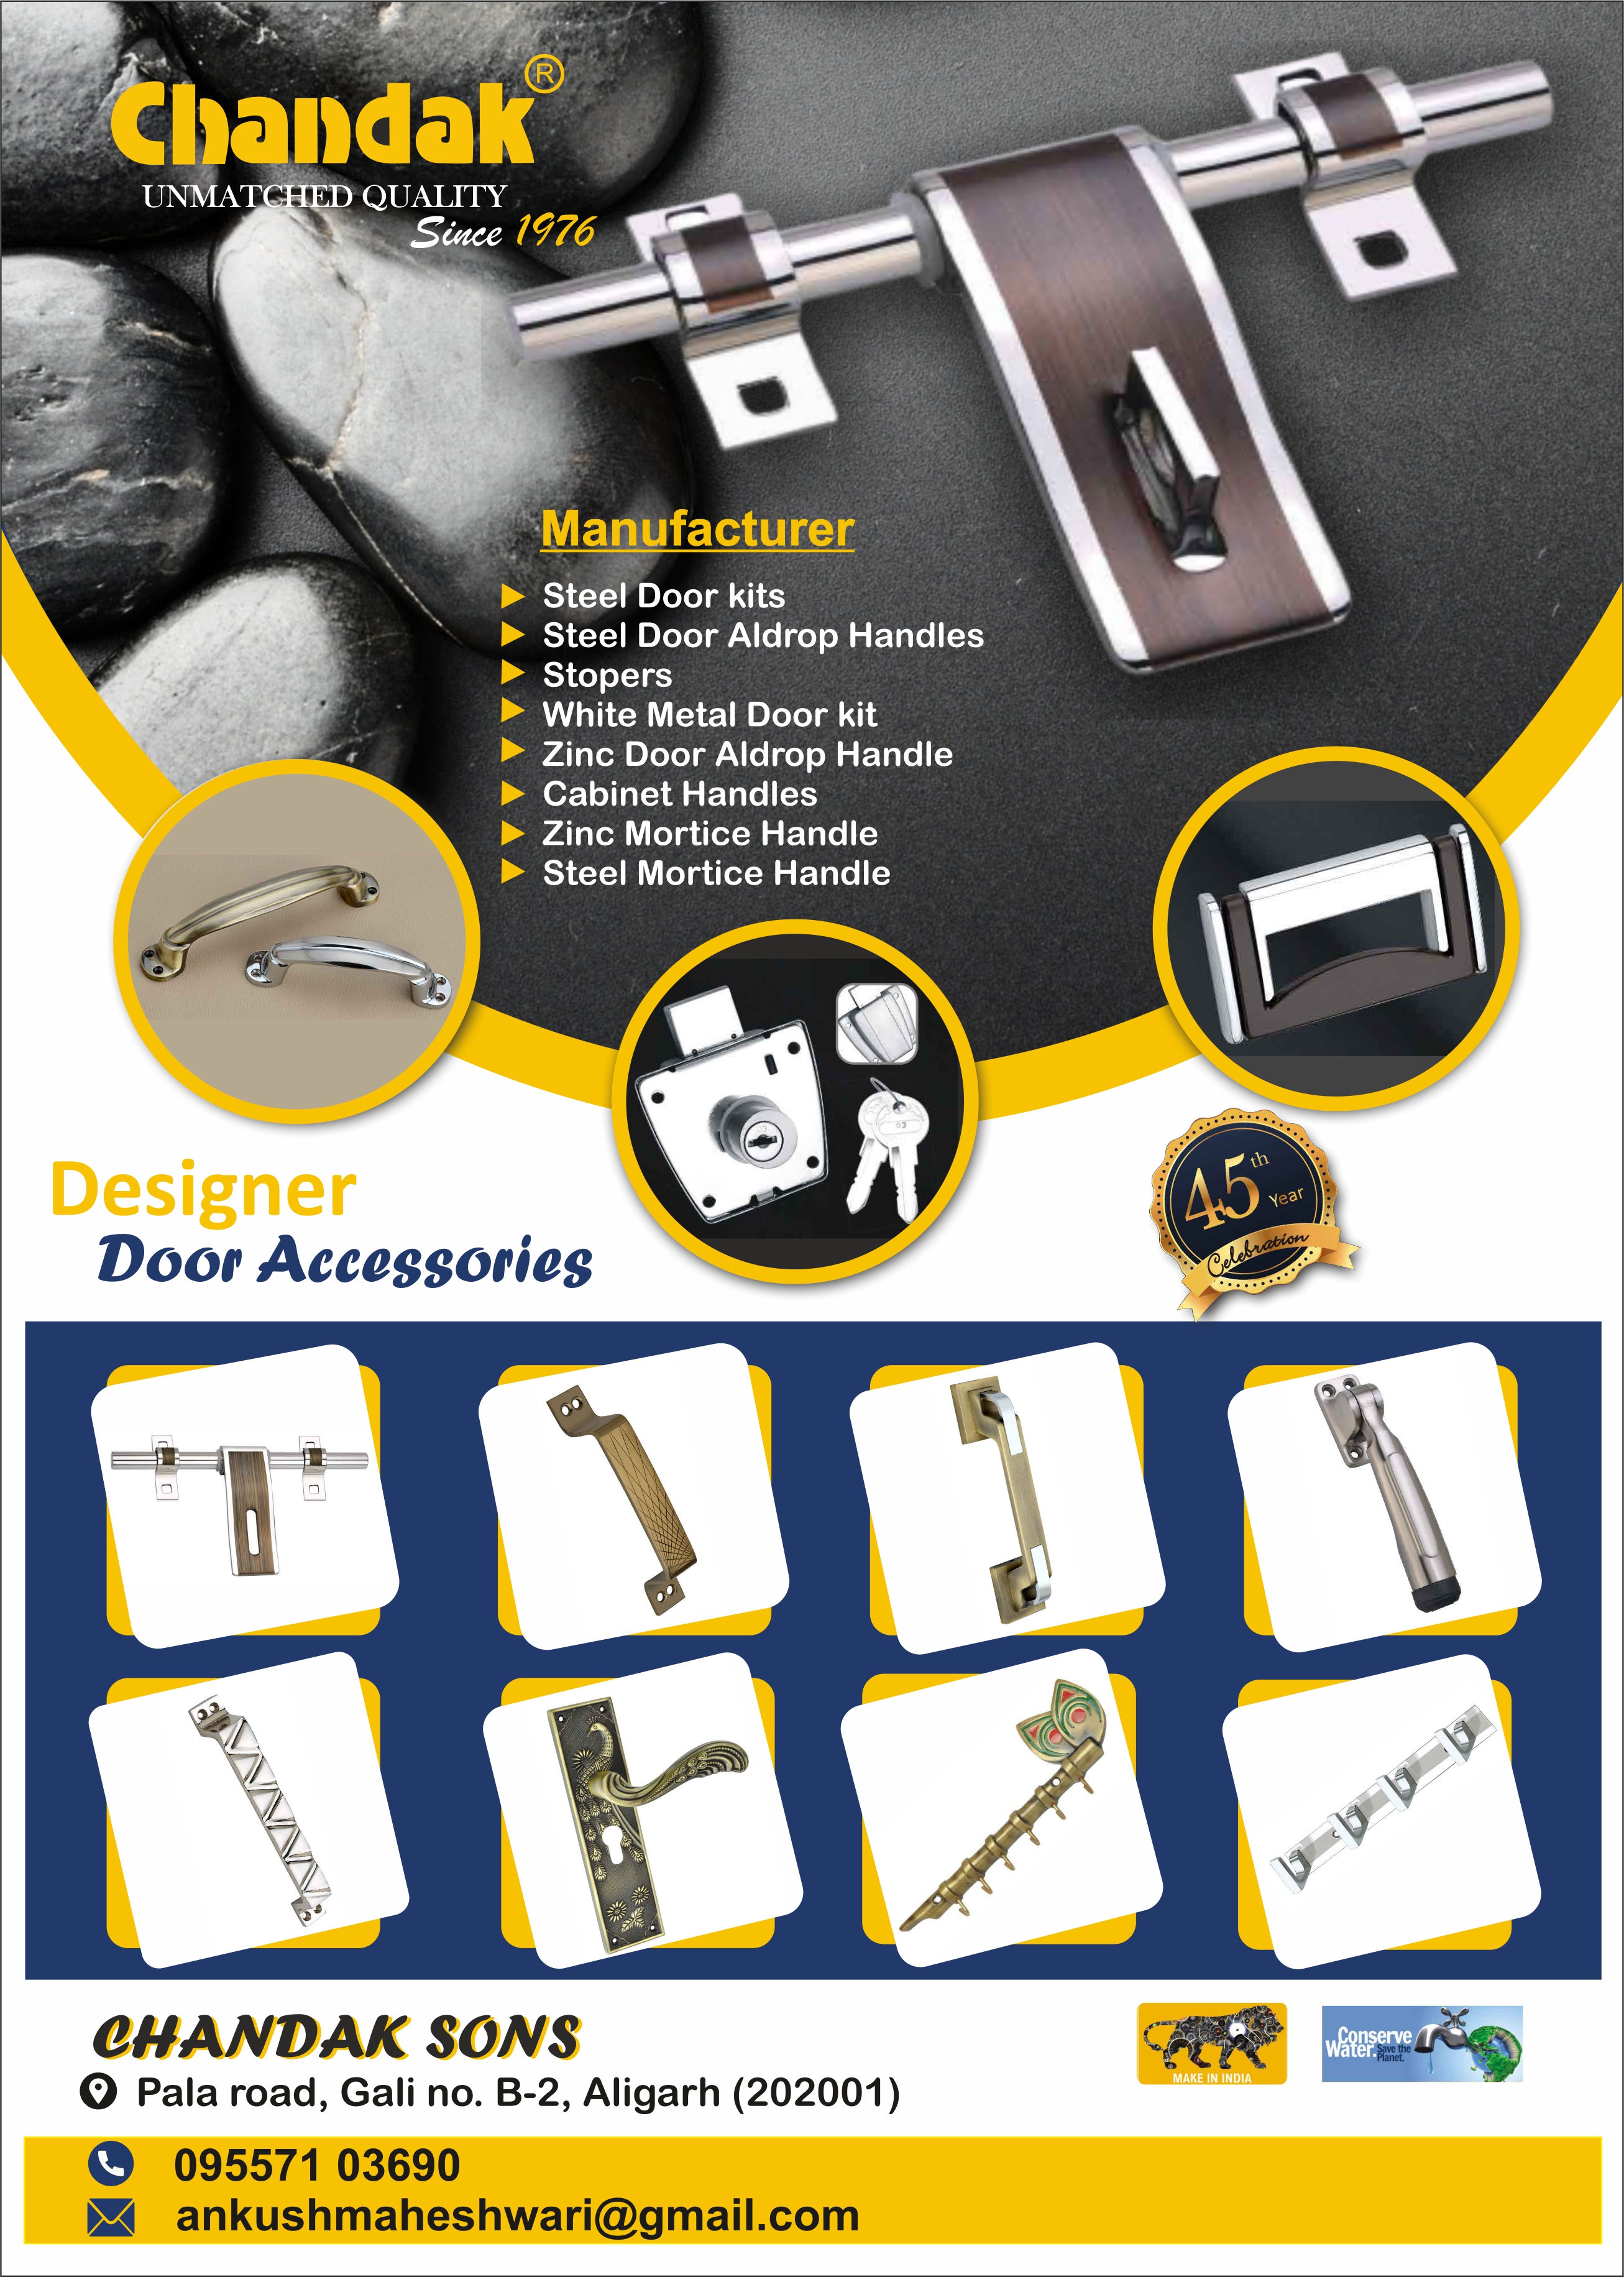 Chandak®
UNMATCHED QUALITY
Since 1976
Manufacturer
Steel Door kits
Steel Door Aldrop Handles
Stopers
White Metal Door kit
Zinc Door Aldrop Handle
Cabinet Handles
Zinc Mortice Handle
Steel Mortice Handle
Designer
Door Accessories
45th Year
Celebration
CHANDAK SONS
Pala road, Gali no. B-2, Aligarh (202001)
MAKE IN INDIA
Conserve
Water. Save the
Planet.
095571 03690
ankushmaheshwari@gmail.com